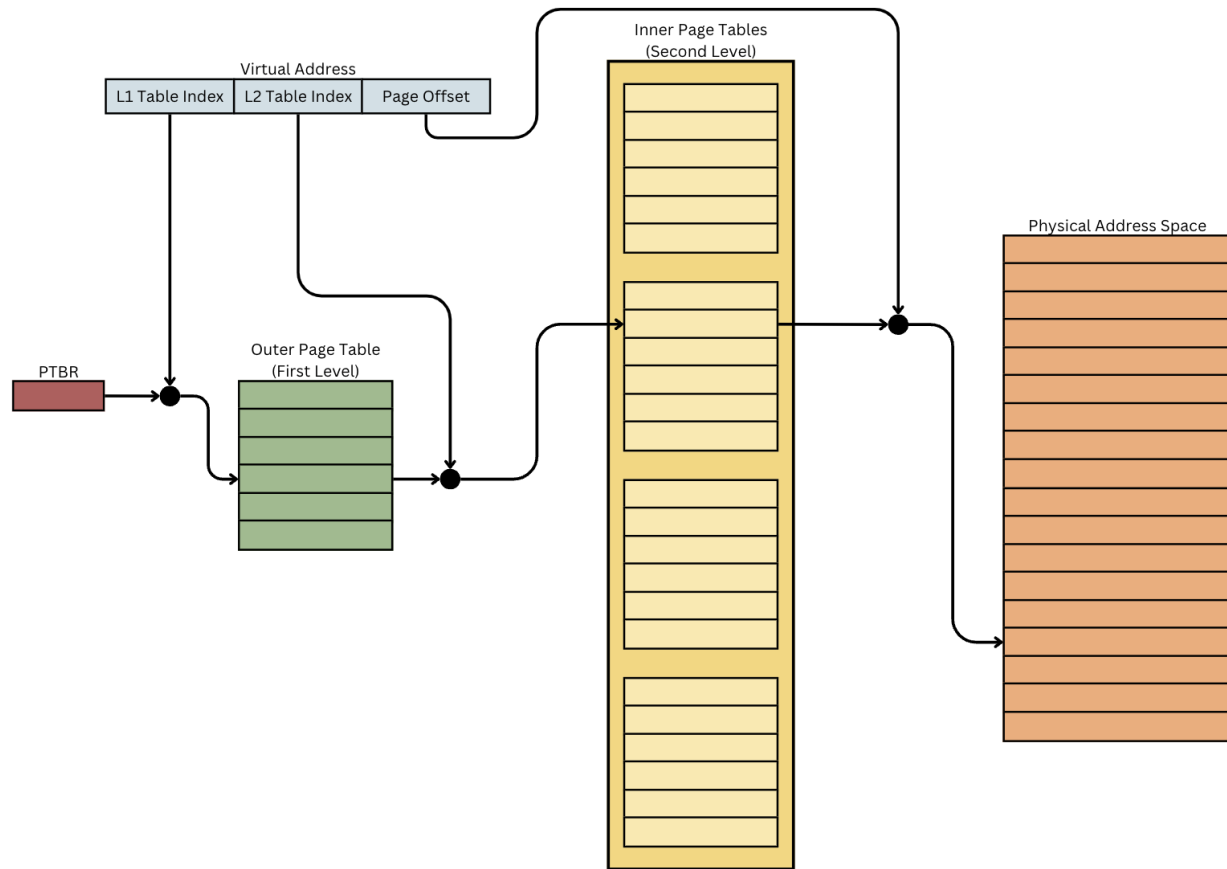 Inner Page Tables
(Second Level)
Virtual Address
L1 Table Index
L2 Table Index
Page Offset
Physical Address Space
Outer Page Table
(First Level)
PTBR